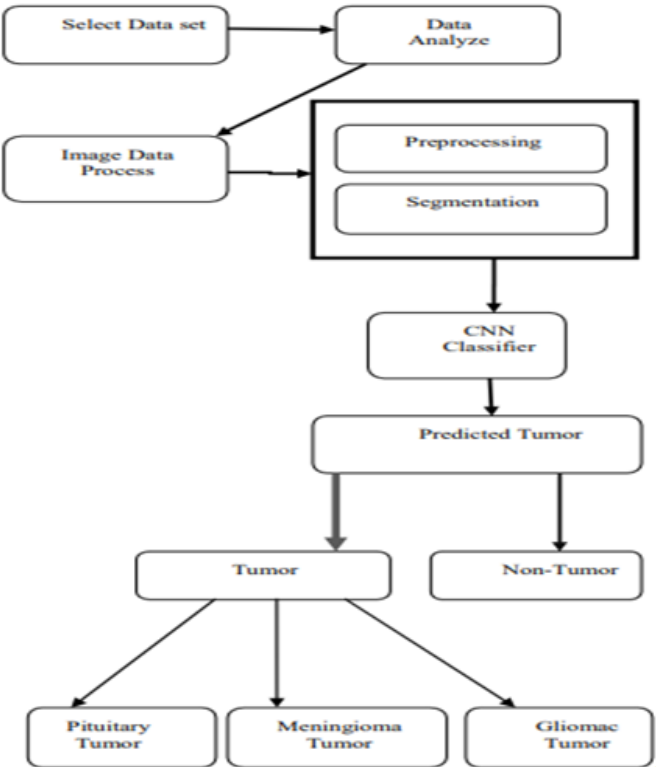 Select Data set
Data
Analyze
Image Data
Process
Preprocessing
Segmentation
CNN
Classifier
Predicted Tumor
Tumor
Non-Tumor
Pituitary
Tumor
Meningioma
Tumor
Gliomac
Tumor